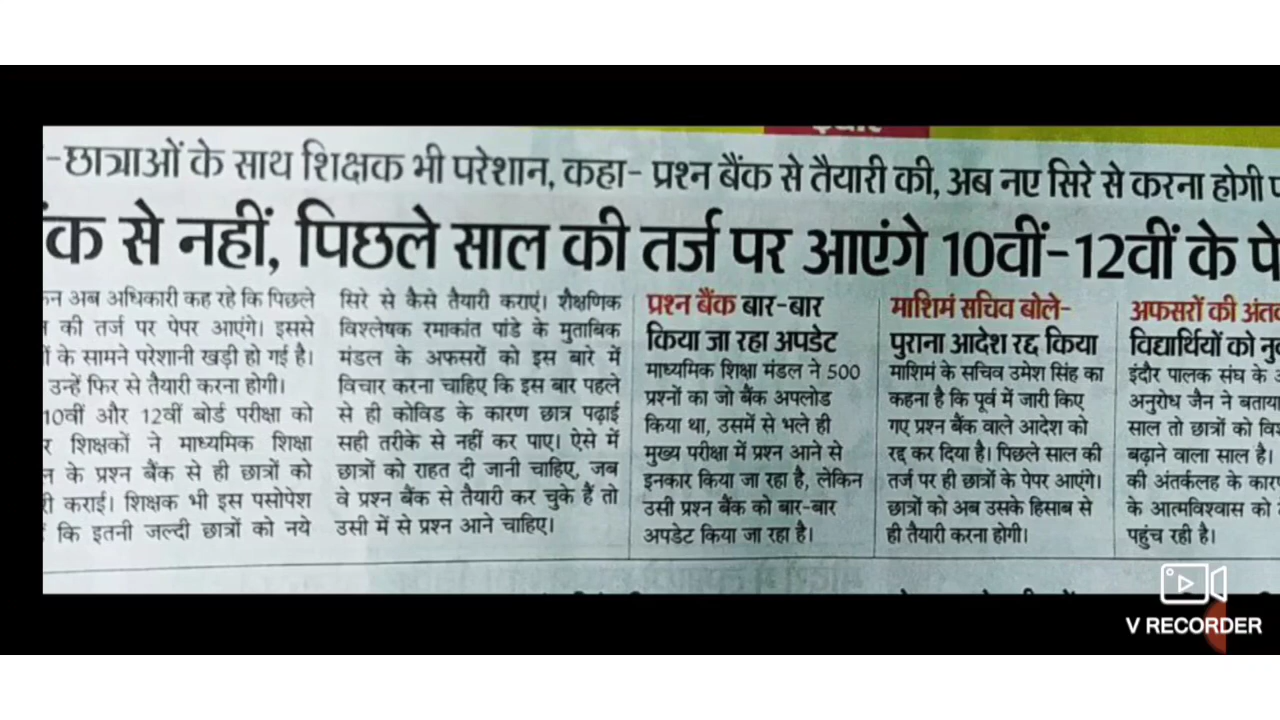 -छात्राओं के साथ शिक्षक भी परेशान, कहा- प्रश्न बैंक से तैयारी की, अब नए सिरे से करना होगी
से नहीं, पिछले साल की तर्ज पर आएंगे 10वीं-12वीं के पे
अब अधिकारी कह रहे कि पिछले
की तर्ज पर पेपर आएंगे। इससे
के सामने परेशानी खड़ी हो गई है।
उन्हें फिर से तैयारी करना होगी।
10वीं और 12वीं बोर्ड परीक्षा को
शिक्षकों ने माध्यमिक शिक्षा
के प्रश्न बैंक से ही छात्रों को
कराई। शिक्षक भी इस पसोपेश
कि इतनी जल्दी छात्रों को नये
सिरे से कैसे तैयारी कराएं। शैक्षणिक
विश्लेषक रमाकांत पांडे के मुताबिक
मंडल के अफसरों को इस बारे में
विचार करना चाहिए कि इस बार पहले
से ही कोविड के कारण छात्र पढ़ाई
सही तरीके से नहीं कर पाए। ऐसे में
छात्रों को राहत दी जानी चाहिए, जब
वे प्रश्न बैंक से तैयारी कर चुके हैं तो
उसी में से प्रश्न आने चाहिए।
प्रश्न बैंक बार-बार
किया जा रहा अपडेट
माध्यमिक शिक्षा मंडल ने 500
प्रश्नों का जो बैंक अपलोड
किया था, उसमें से भले ही
मुख्य परीक्षा में प्रश्न आने से
इनकार किया जा रहा है, लेकिन
उसी प्रश्न बैंक को बार-बार
अपडेट किया जा रहा है।
माशिमं सचिव बोले-
पुराना आदेश रद्द किया
माशिमं के सचिव उमेश सिंह का
कहना है कि पूर्व में जारी किए
गए प्रश्न बैंक वाले आदेश को
रद्द कर दिया है। पिछले साल की
तर्ज पर ही छात्रों के पेपर आएंगे।
छात्रों को अब उसके हिसाब से
ही तैयारी करना होगी।
अफसरों की
विद्यार्थियों को
इंदौर पालक संघ के
अनुरोध जैन ने बताया
साल तो छात्रों को
बढ़ाने वाला साल है।
की अंतर्कलह के
के आत्मविश्वास को
पहुंच रही है।
V RECORDER